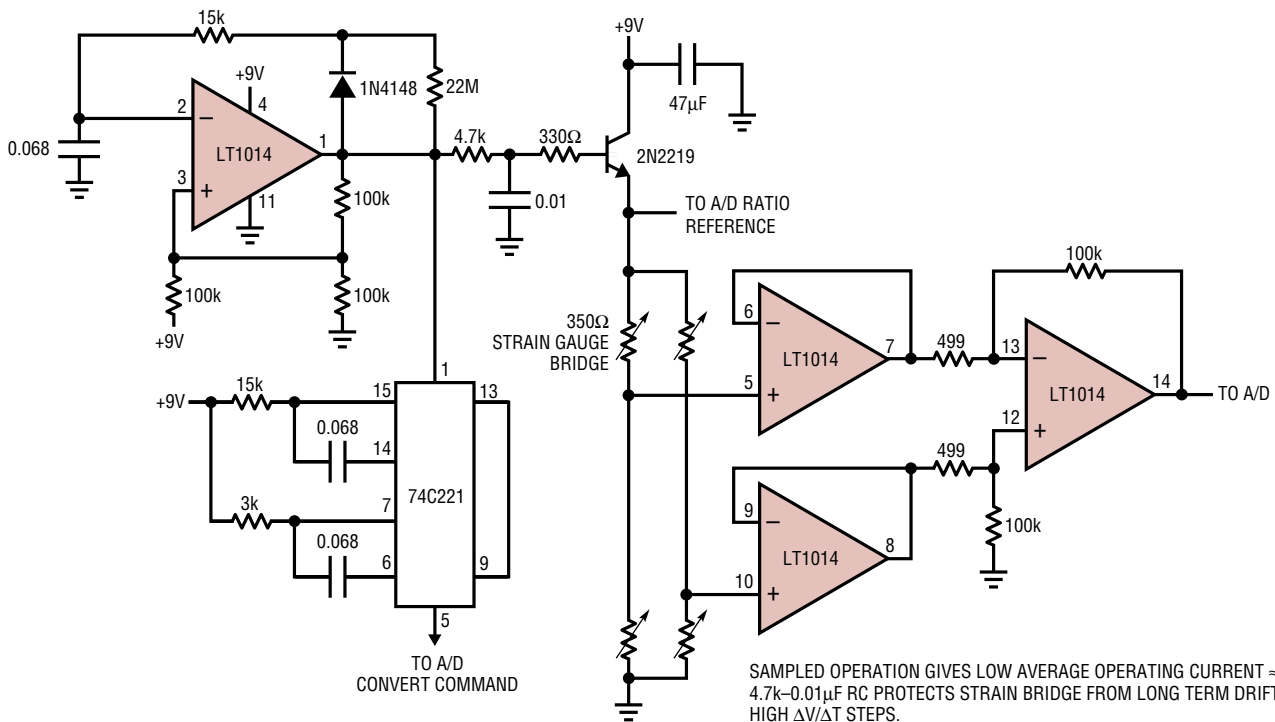 15k
+9V
1N4148
22M
+9V
47µF
2
4
−
LT1014
1
0.068
3
+
11
4.7k
330Ω
2N2219
0.01
100k
TO A/D RATIO
REFERENCE
100k
+9V
100k
350Ω
STRAIN GAUGE
BRIDGE
6
−
LT1014
7
5
+
499
100k
13
−
LT1014
14
TO A/D
12
+
499
100k
9
−
LT1014
8
10
+
1
+9V
15k
15
13
0.068
14
74C221
3k
7
0.068
6
9
5
TO A/D
CONVERT COMMAND
SAMPLED OPERATION GIVES LOW AVERAGE OPERATING CURRENT ≈
4.7k–0.01µF RC PROTECTS STRAIN BRIDGE FROM LONG TERM DRIFT
HIGH ∆V/∆T STEPS.